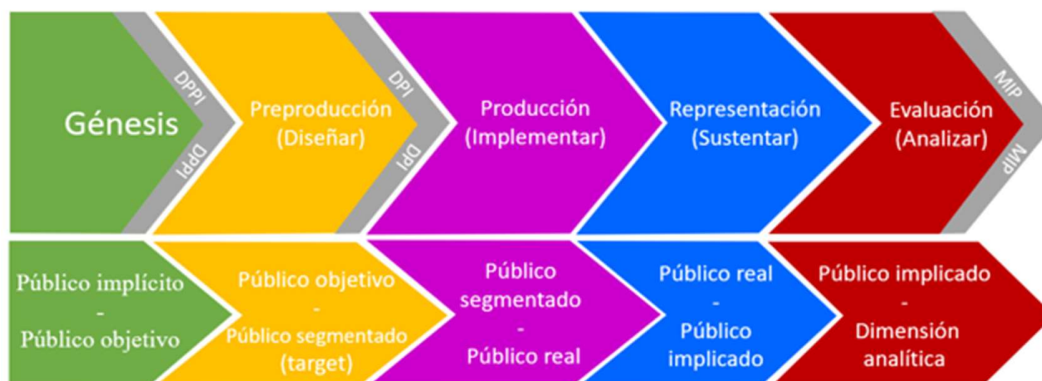 Génesis
DPPI
DPPI
Preproducción
(Diseñar)
DPI
DPI
Producción
(Implementar)
Representación
(Sustentar)
Evaluación
(Analizar)
MIP
MIP
Público implícito
-
Público objetivo
Público objetivo
-
Público segmentado
(target)
Público
segmentado
-
Público real
Público real
-
Público
implicado
Público implicado
-
Dimensión
analítica